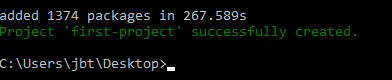 added 1374 packages in 267.589s
Project 'first-project' successfully created.
C:\Users\jbt\Desktop>